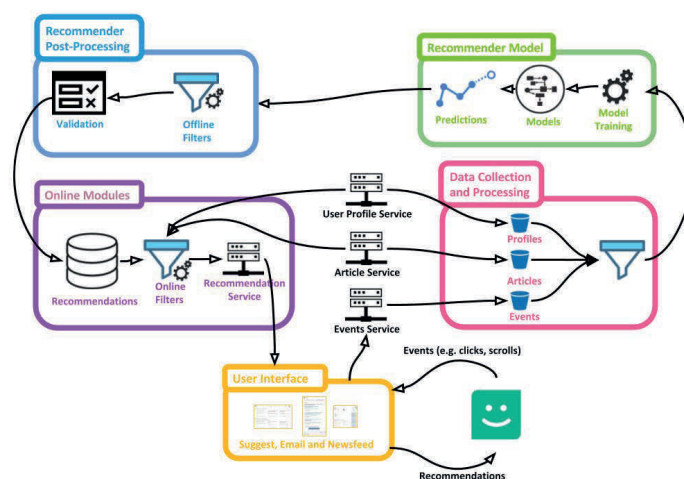 Recommender
Post-Processing
Validation
Offline
Filters
Recommender Model
Predictions
Models
Model
Training
Online Modules
Recommendations
Online
Filters
Recommendation
Service
User Profile Service
Article Service
Events Service
Data Collection
and Processing
Profiles
Articles
Events
User Interface
Suggest, Email and Newsfeed
Events (e.g. clicks, scrolls)
Recommendations